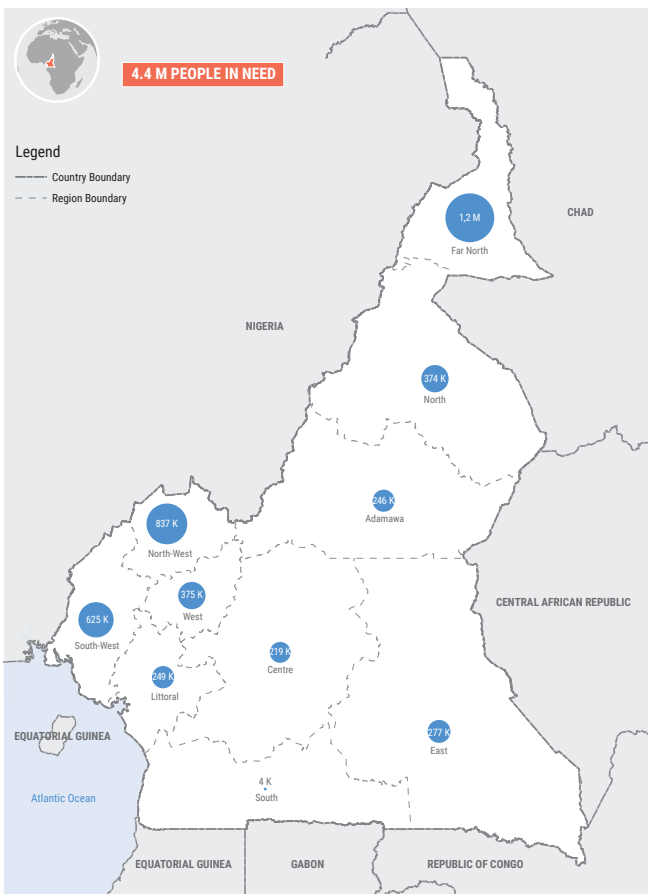 4.4 M PEOPLE IN NEED
Legend
Country Boundary
Region Boundary
1,2 M
Far North
CHAD
NIGERIA
374 K
North
246 K
Adamawa
837 K
North-West
375 K
West
CENTRAL AFRICAN REPUBLIC
625 K
South-West
219 K
Centre
249 K
Littoral
277 K
East
EQUATORIAL GUINEA
4 K
South
Atlantic Ocean
EQUATORIAL GUINEA
GABON
REPUBLIC OF CONGO